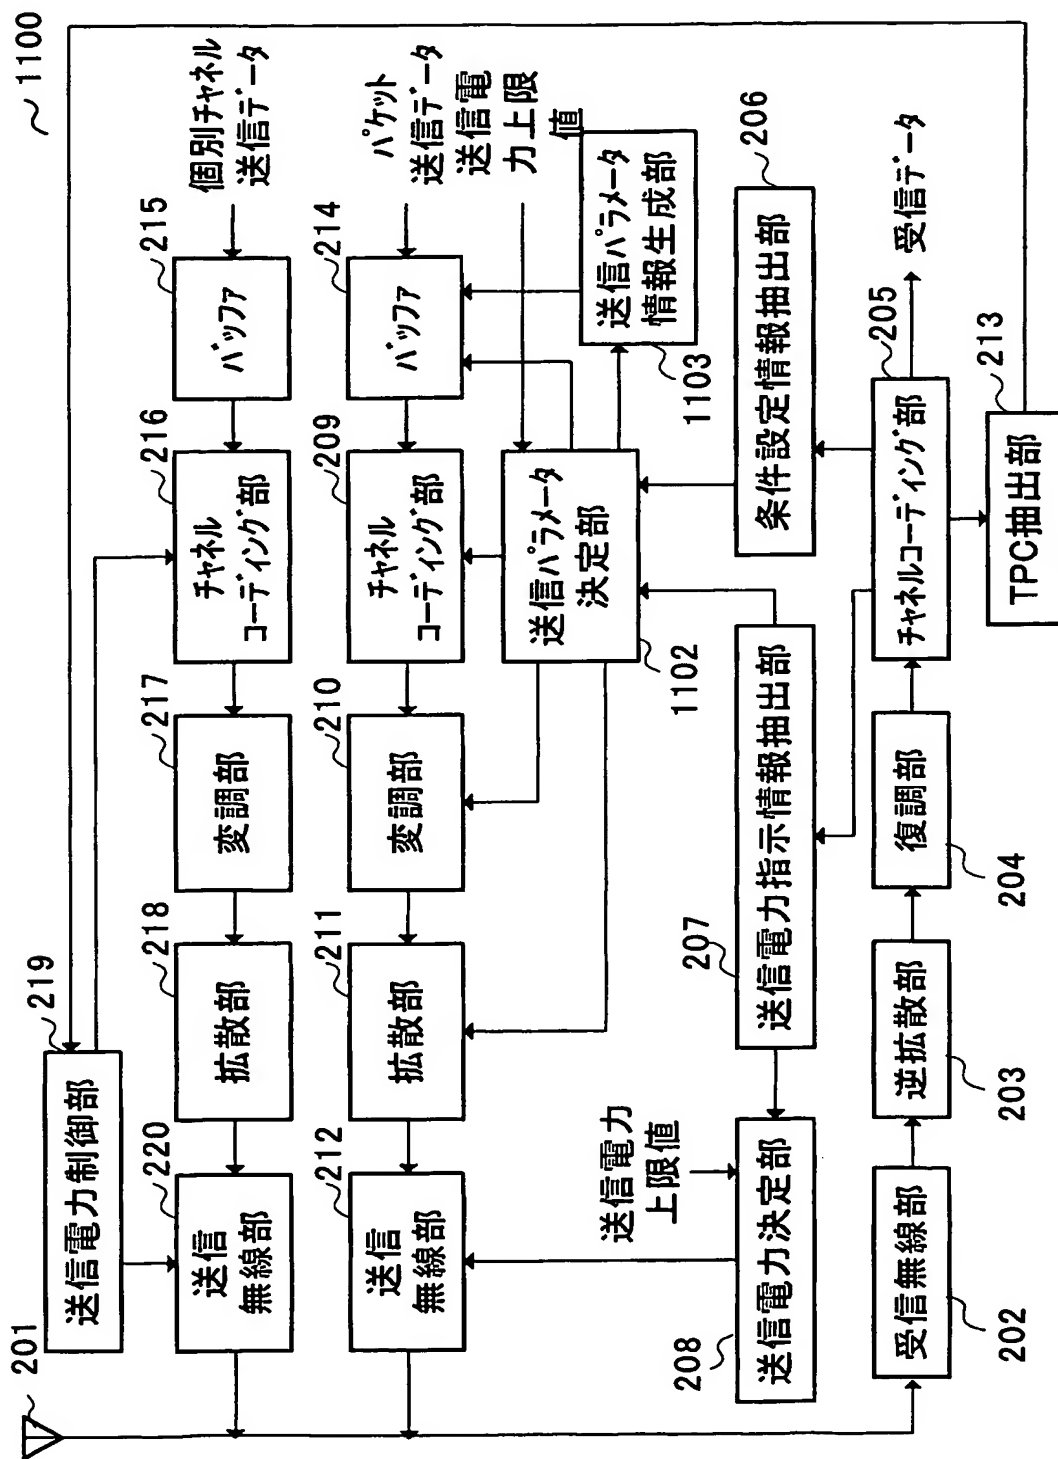 1100
201
219
送信電力制御部
個別チャネル
送信データ
215
バッファ
216
チャネル
コーディング部
217
変調部
218
拡散部
220
送信
無線部
パケット
送信データ
214
バッファ
209
チャネル
コーディング部
210
変調部
211
拡散部
212
送信
無線部
送信電
力上限
値
送信パラメータ
決定部
1102
送信パラメータ
情報生成部
1103
送信電力
上限値
206
条件設定情報抽出部
207
送信電力指示情報抽出部
208
送信電力決定部
受信データ
205
チャネルコーディング部
204
復調部
203
逆拡散部
202
受信無線部
213
TPC抽出部